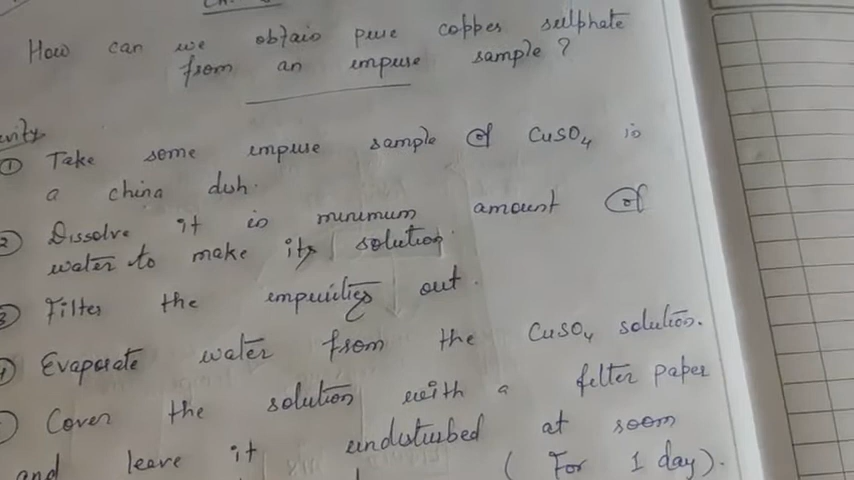 How can we obtain pure copper sulphate
from an impure sample ?
① Take some impure sample of CuSO4 in
a china dish.
Dissolve it in minimum amount of
water to make its solution.
Filter the impurities out.
Evaporate water from the CuSO4 solution.
Cover the solution with a filter paper
and leave it undisturbed at room
( For 1 day).